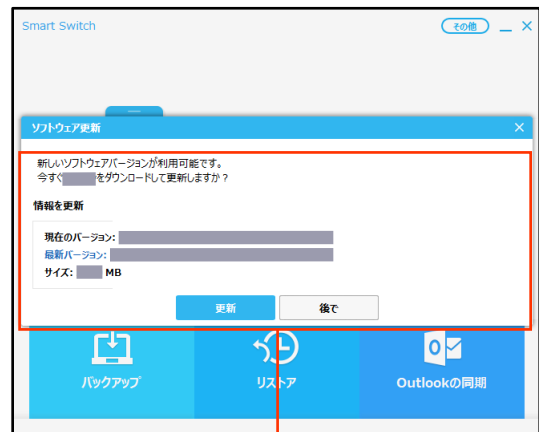 Smart Switch
その他
ソフトウェア更新
新しいソフトウェアバージョンが利用可能です。
今すぐ をダウンロードして更新しますか？
情報を更新
現在のバージョン:
最新バージョン:
サイズ: MB
更新 後で
バックアップ リストア Outlookの同期